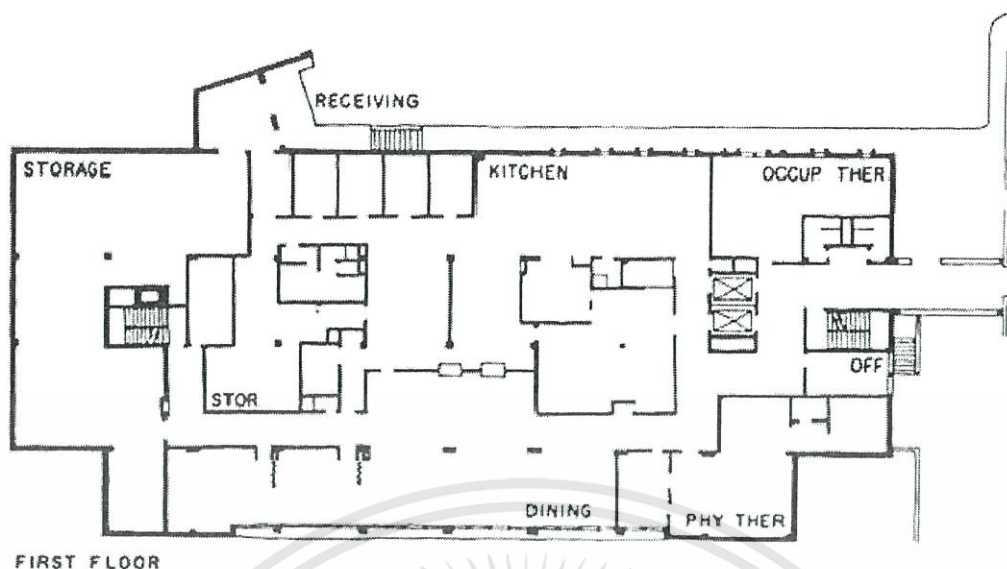 RECEIVING
STORAGE
KITCHEN
OCCUP THER
OFF
STOR
DINING
PHY THER
FIRST FLOOR